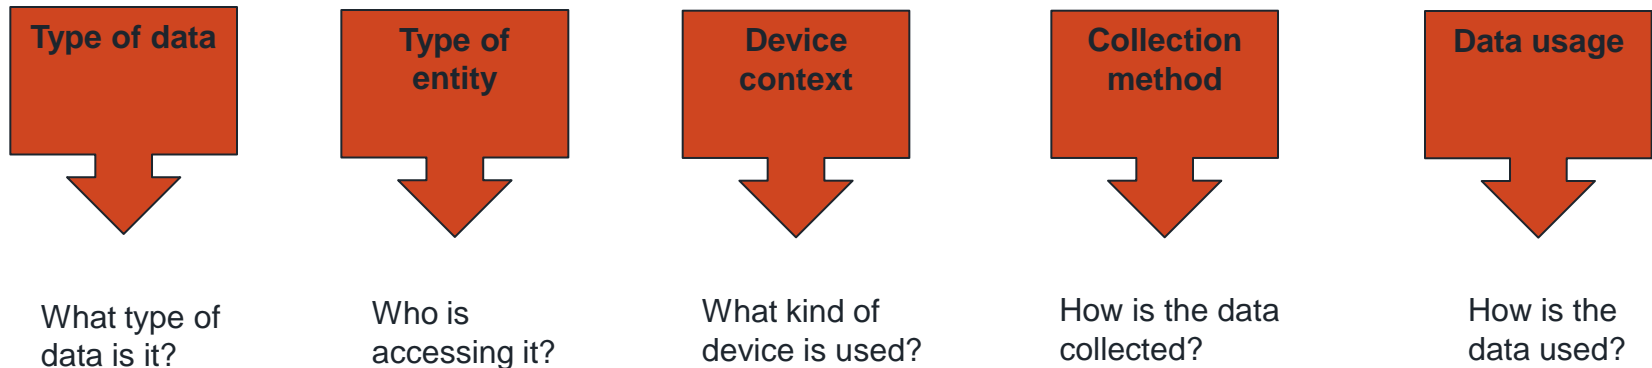 Type of data
Type of
entity
Device
context
Collection
method
Data usage
What type of
data is it?
Who is
accessing it?
What kind of
device is used?
How is the data
collected?
How is the
data used?